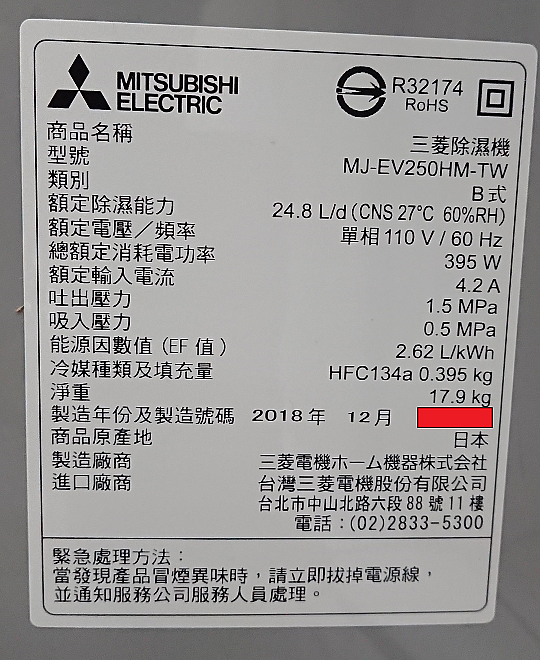 MITSUBISHI
ELECTRIC
R32174
RoHS
商品名稱 三菱除濕機
型號 MJ-EV250HM-TW
類別 B式
額定除濕能力 24.8 L/d (CNS 27°C 60%RH)
額定電壓／頻率 單相 110 V / 60 Hz
總額定消耗電功率 395 W
額定輸入電流 4.2 A
吐出壓力 1.5 MPa
吸入壓力 0.5 MPa
能源因數值 (EF 值) 2.62 L/kWh
冷媒種類及填充量 HFC134a 0.395 kg
淨重 17.9 kg
製造年份及製造號碼 2018年 12月
商品原產地 日本
製造廠商 三菱電機ホーム機器株式会社
進口廠商 台灣三菱電機股份有限公司
台北市中山北路六段 88 號 11 樓
電話：(02)2833-5300
緊急處理方法：
當發現產品冒煙異味時，請立即拔掉電源線，
並通知服務公司服務人員處理。